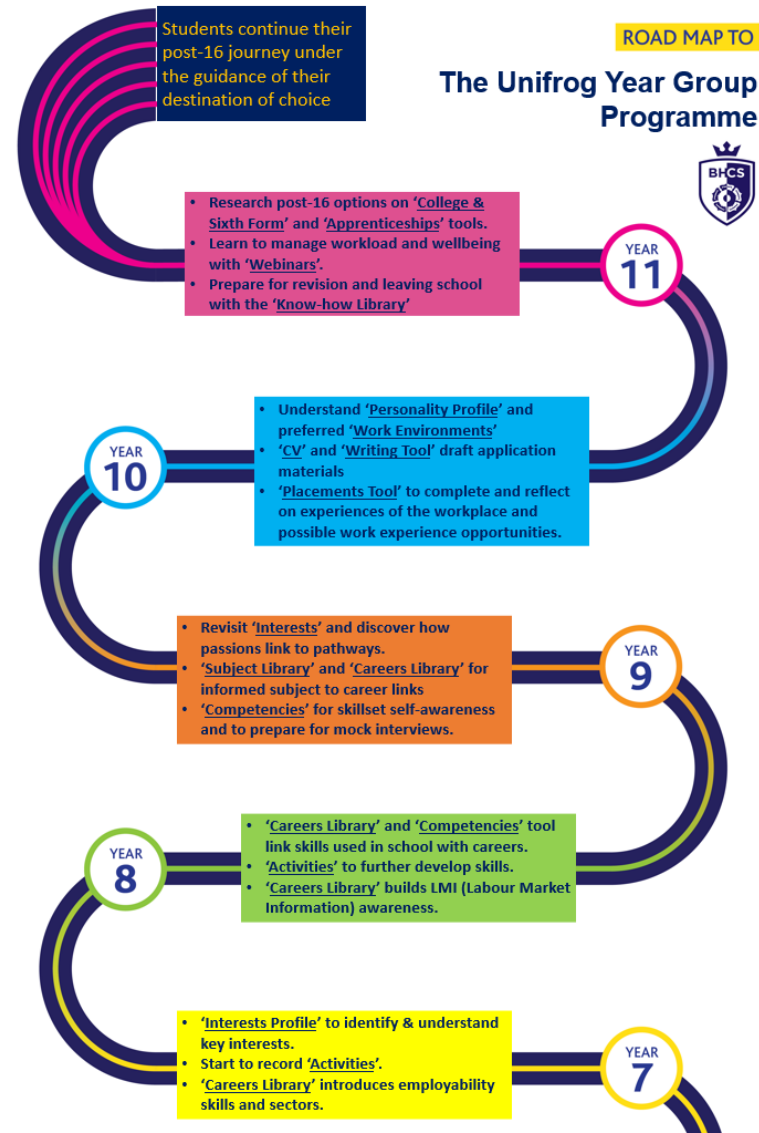 Students continue their
post-16 journey under
the guidance of their
destination of choice
ROAD MAP TO
The Unifrog Year Group
Programme
BHCS
• Research post-16 options on ‘College &
Sixth Form’ and ‘Apprenticeships’ tools.
• Learn to manage workload and wellbeing
with ‘Webinars’.
• Prepare for revision and leaving school
with the ‘Know-how Library’
YEAR
11
• Understand ‘Personality Profile’ and
preferred ‘Work Environments’
• ‘CV’ and ‘Writing Tool’ draft application
materials
• ‘Placements Tool’ to complete and reflect
on experiences of the workplace and
possible work experience opportunities.
YEAR
10
• Revisit ‘Interests’ and discover how
passions link to pathways.
• ‘Subject Library’ and ‘Careers Library’ for
informed subject to career links
• ‘Competencies’ for skillset self-awareness
and to prepare for mock interviews.
YEAR
9
• ‘Careers Library’ and ‘Competencies’ tool
link skills used in school with careers.
• ‘Activities’ to further develop skills.
• ‘Careers Library’ builds LMI (Labour Market
Information) awareness.
YEAR
8
• ‘Interests Profile’ to identify & understand
key interests.
• Start to record ‘Activities’.
• ‘Careers Library’ introduces employability
skills and sectors.
YEAR
7